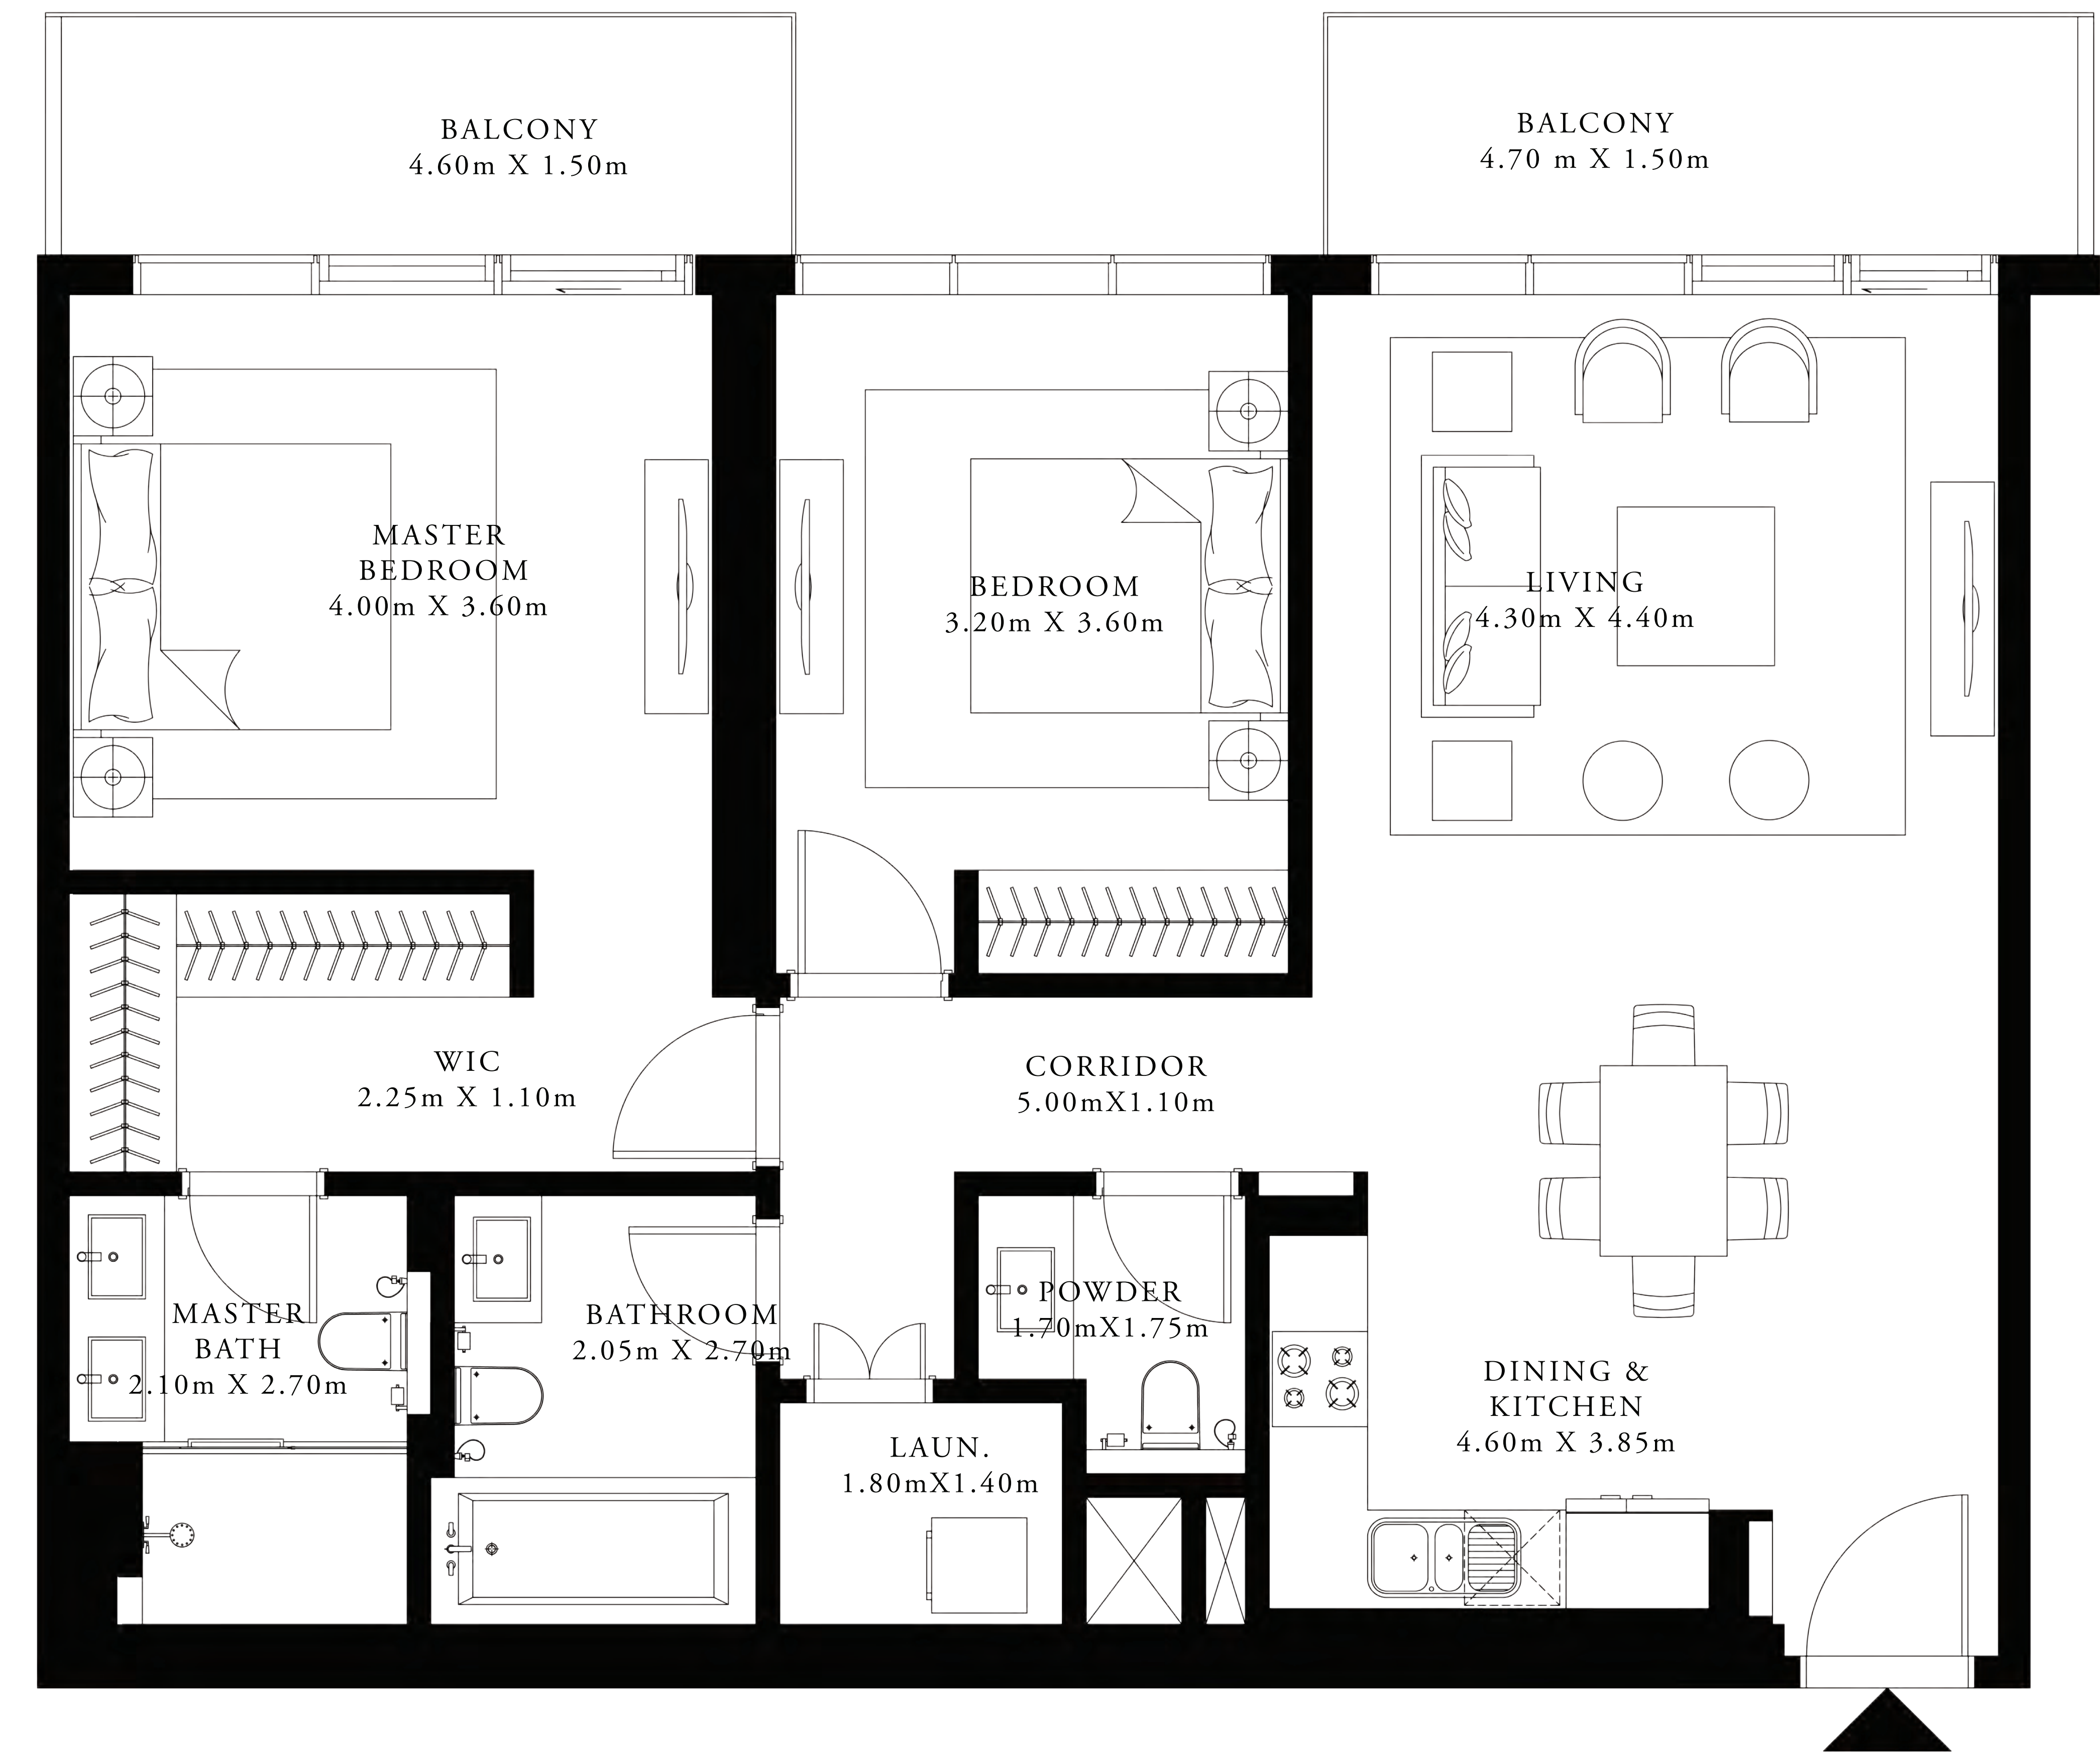 BALCONY
4.60m X 1.50m
BALCONY
4.70 m X 1.50m
MASTER
BEDROOM
4.00m X 3.60m
BEDROOM
3.20m X 3.60m
LIVING
4.30m X 4.40m
WIC
2.25m X 1.10m
CORRIDOR
5.00mX1.10m
MASTER
BATH
2.10m X 2.70m
BATHROOM
2.05m X 2.70m
POWDER
1.70mX1.75m
LAUN.
1.80mX1.40m
DINING &
KITCHEN
4.60m X 3.85m